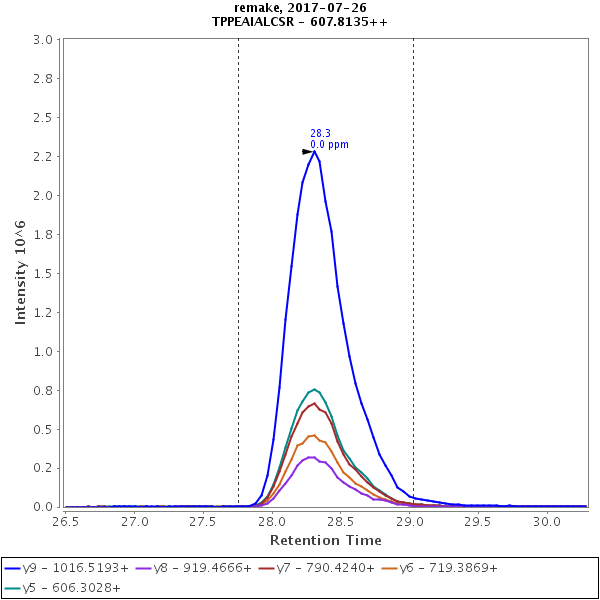 remake, 2017-07-26
TPPEAIALCSR - 607.8135++
3.0
2.8
2.5
2.2
2.0
1.8
1.5
1.2
1.0
0.8
0.5
0.2
0.0
Intensity 10^6
28.3
0.0 ppm
26.5 27.0 27.5 28.0 28.5 29.0 29.5 30.0
Retention Time
y9 - 1016.5193+ y8 - 919.4666+ y7 - 790.4240+ y6 - 719.3869+
y5 - 606.3028+